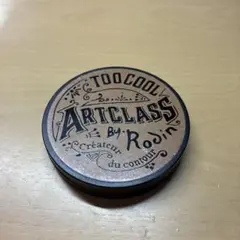 TOO COOL
ARTCLASS
By Rodin
Créateur
du contour